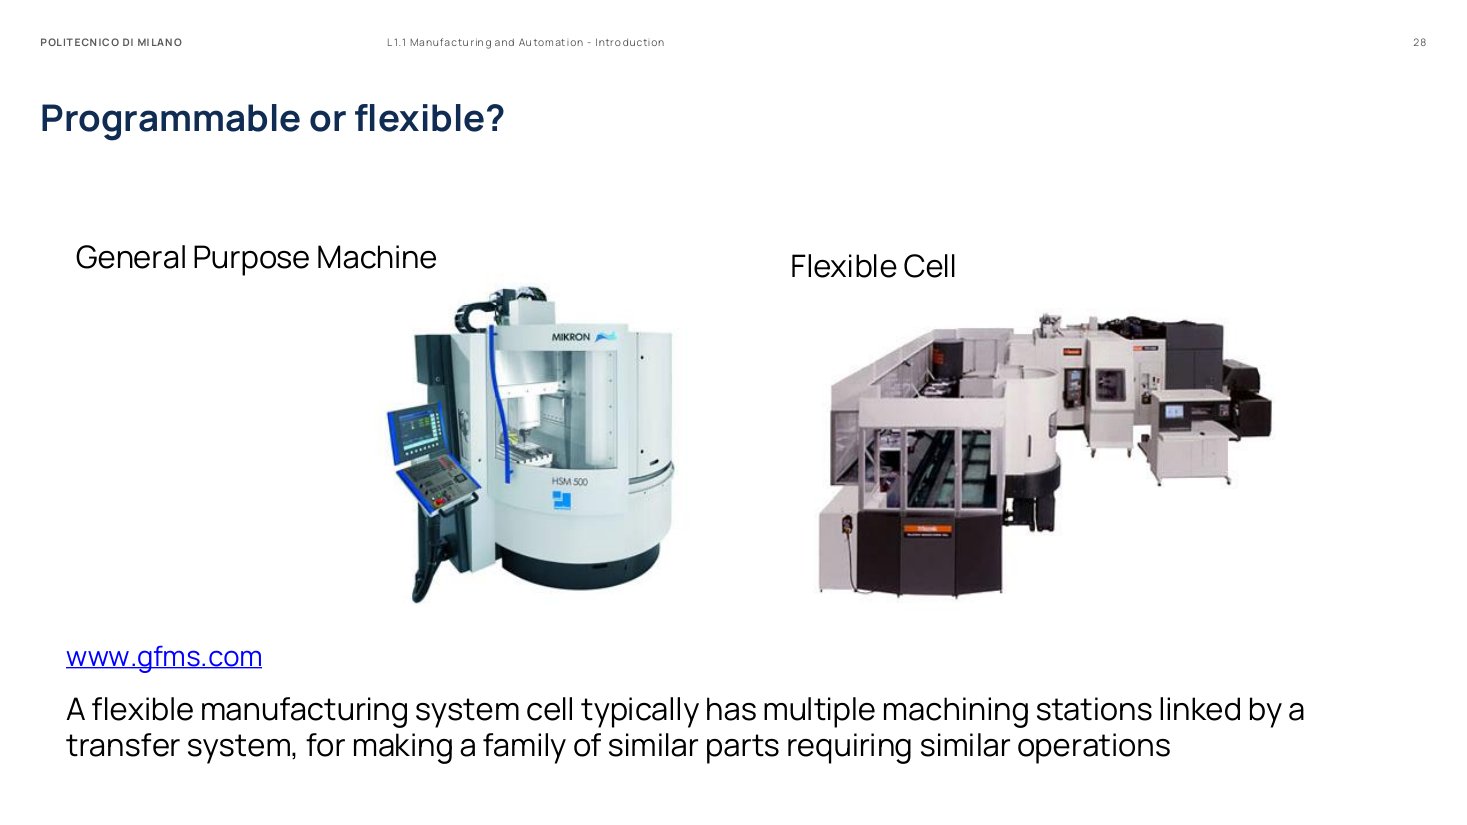 POLITECNICO DI MILANO
L1.1 Manufacturing and Automation - Introduction
28
Programmable or flexible?
General Purpose Machine
Flexible Cell
MIKRON
HSM 500
www.gfms.com
A flexible manufacturing system cell typically has multiple machining stations linked by a
transfer system, for making a family of similar parts requiring similar operations